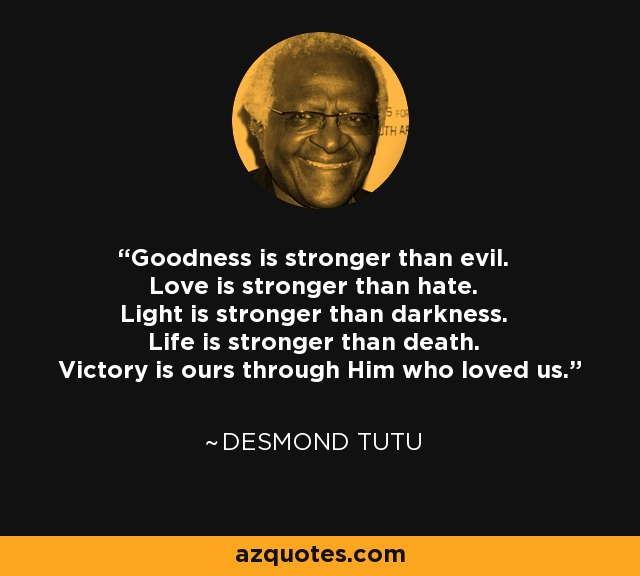 “Goodness is stronger than evil.
Love is stronger than hate.
Light is stronger than darkness.
Life is stronger than death.
Victory is ours through Him who loved us.”
~ DESMOND TUTU
azquotes.com